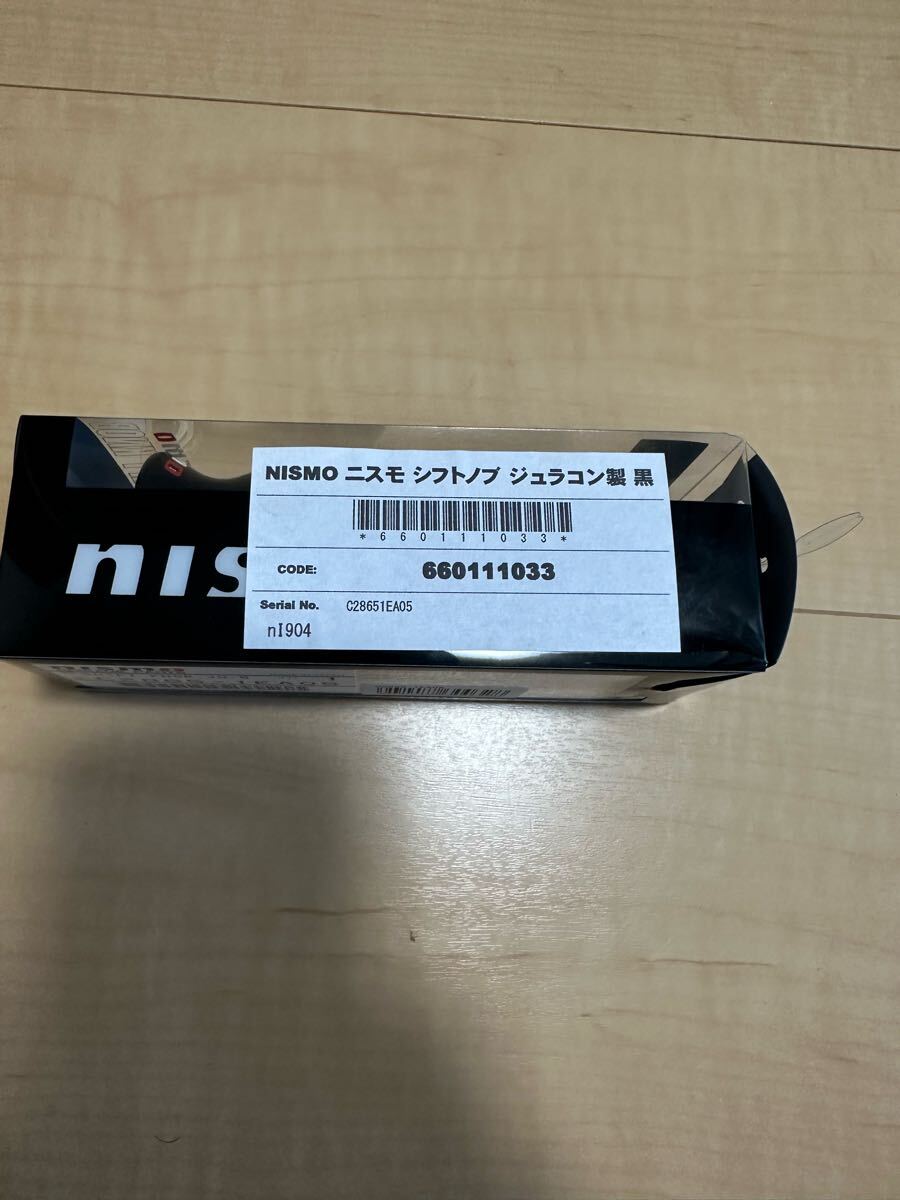 NISMO ニスモ シフトノブ ジュラコン製 黒
*660111033*
CODE: 660111033
Serial No. C28651EA05
nI904
nis
nismo